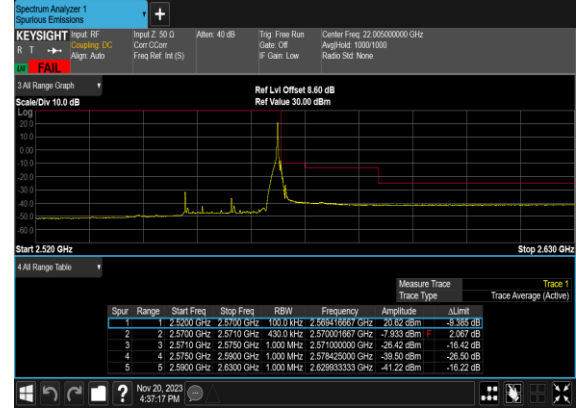 Spectrum Analyzer 1
Spurious Emissions
+
KEYSIGHT Input: RF Input Z: 50 Ω Atten: 40 dB Trig: Free Run Center Freq: 22.005000000 GHz
R T Coupling: DC Corr CCorr Gate: Off Avg|Hold: 1000/1000
Align: Auto Freq Ref: Int (S) IF Gain: Low Radio Std: None
FAIL
3 All Range Graph
Ref Lvl Offset 8.60 dB
Scale/Div 10.0 dB Ref Value 30.00 dBm
Log
20.0
10.0
0.00
-10.0
-20.0
-30.0
-40.0
-50.0
-60.0
Start 2.520 GHz Stop 2.630 GHz
4 All Range Table
Measure Trace Trace 1
Trace Type Trace Average (Active)
Spur Range Start Freq Stop Freq RBW Frequency Amplitude ΔLimit
1 1 2.5200 GHz 2.5700 GHz 100.0 kHz 2.569416667 GHz 20.62 dBm -9.385 dB
2 2 2.5700 GHz 2.5710 GHz 430.0 kHz 2.570001667 GHz -7.933 dBm F 2.067 dB
3 3 2.5710 GHz 2.5750 GHz 1.000 MHz 2.571000000 GHz -26.42 dBm -16.42 dB
4 4 2.5750 GHz 2.5900 GHz 1.000 MHz 2.578425000 GHz -39.50 dBm -26.50 dB
5 5 2.5900 GHz 2.6300 GHz 1.000 MHz 2.629933333 GHz -41.22 dBm -16.22 dB
? Nov 20, 2023
4:37:17 PM